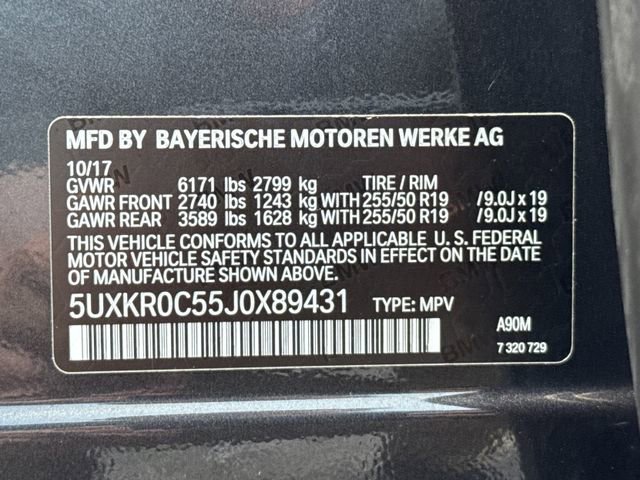 MFD BY BAYERISCHE MOTOREN WERKE AG
10/17
GVWR 6171 lbs 2799 kg TIRE / RIM
GAWR FRONT 2740 lbs 1243 kg WITH 255/50 R19 /9.0J x 19
GAWR REAR 3589 lbs 1628 kg WITH 255/50 R19 /9.0J x 19
THIS VEHICLE CONFORMS TO ALL APPLICABLE U. S. FEDERAL
MOTOR VEHICLE SAFETY STANDARDS IN EFFECT ON THE DATE
OF MANUFACTURE SHOWN ABOVE.
5UXKR0C55J0X89431 TYPE: MPV
A90M
7 320 729